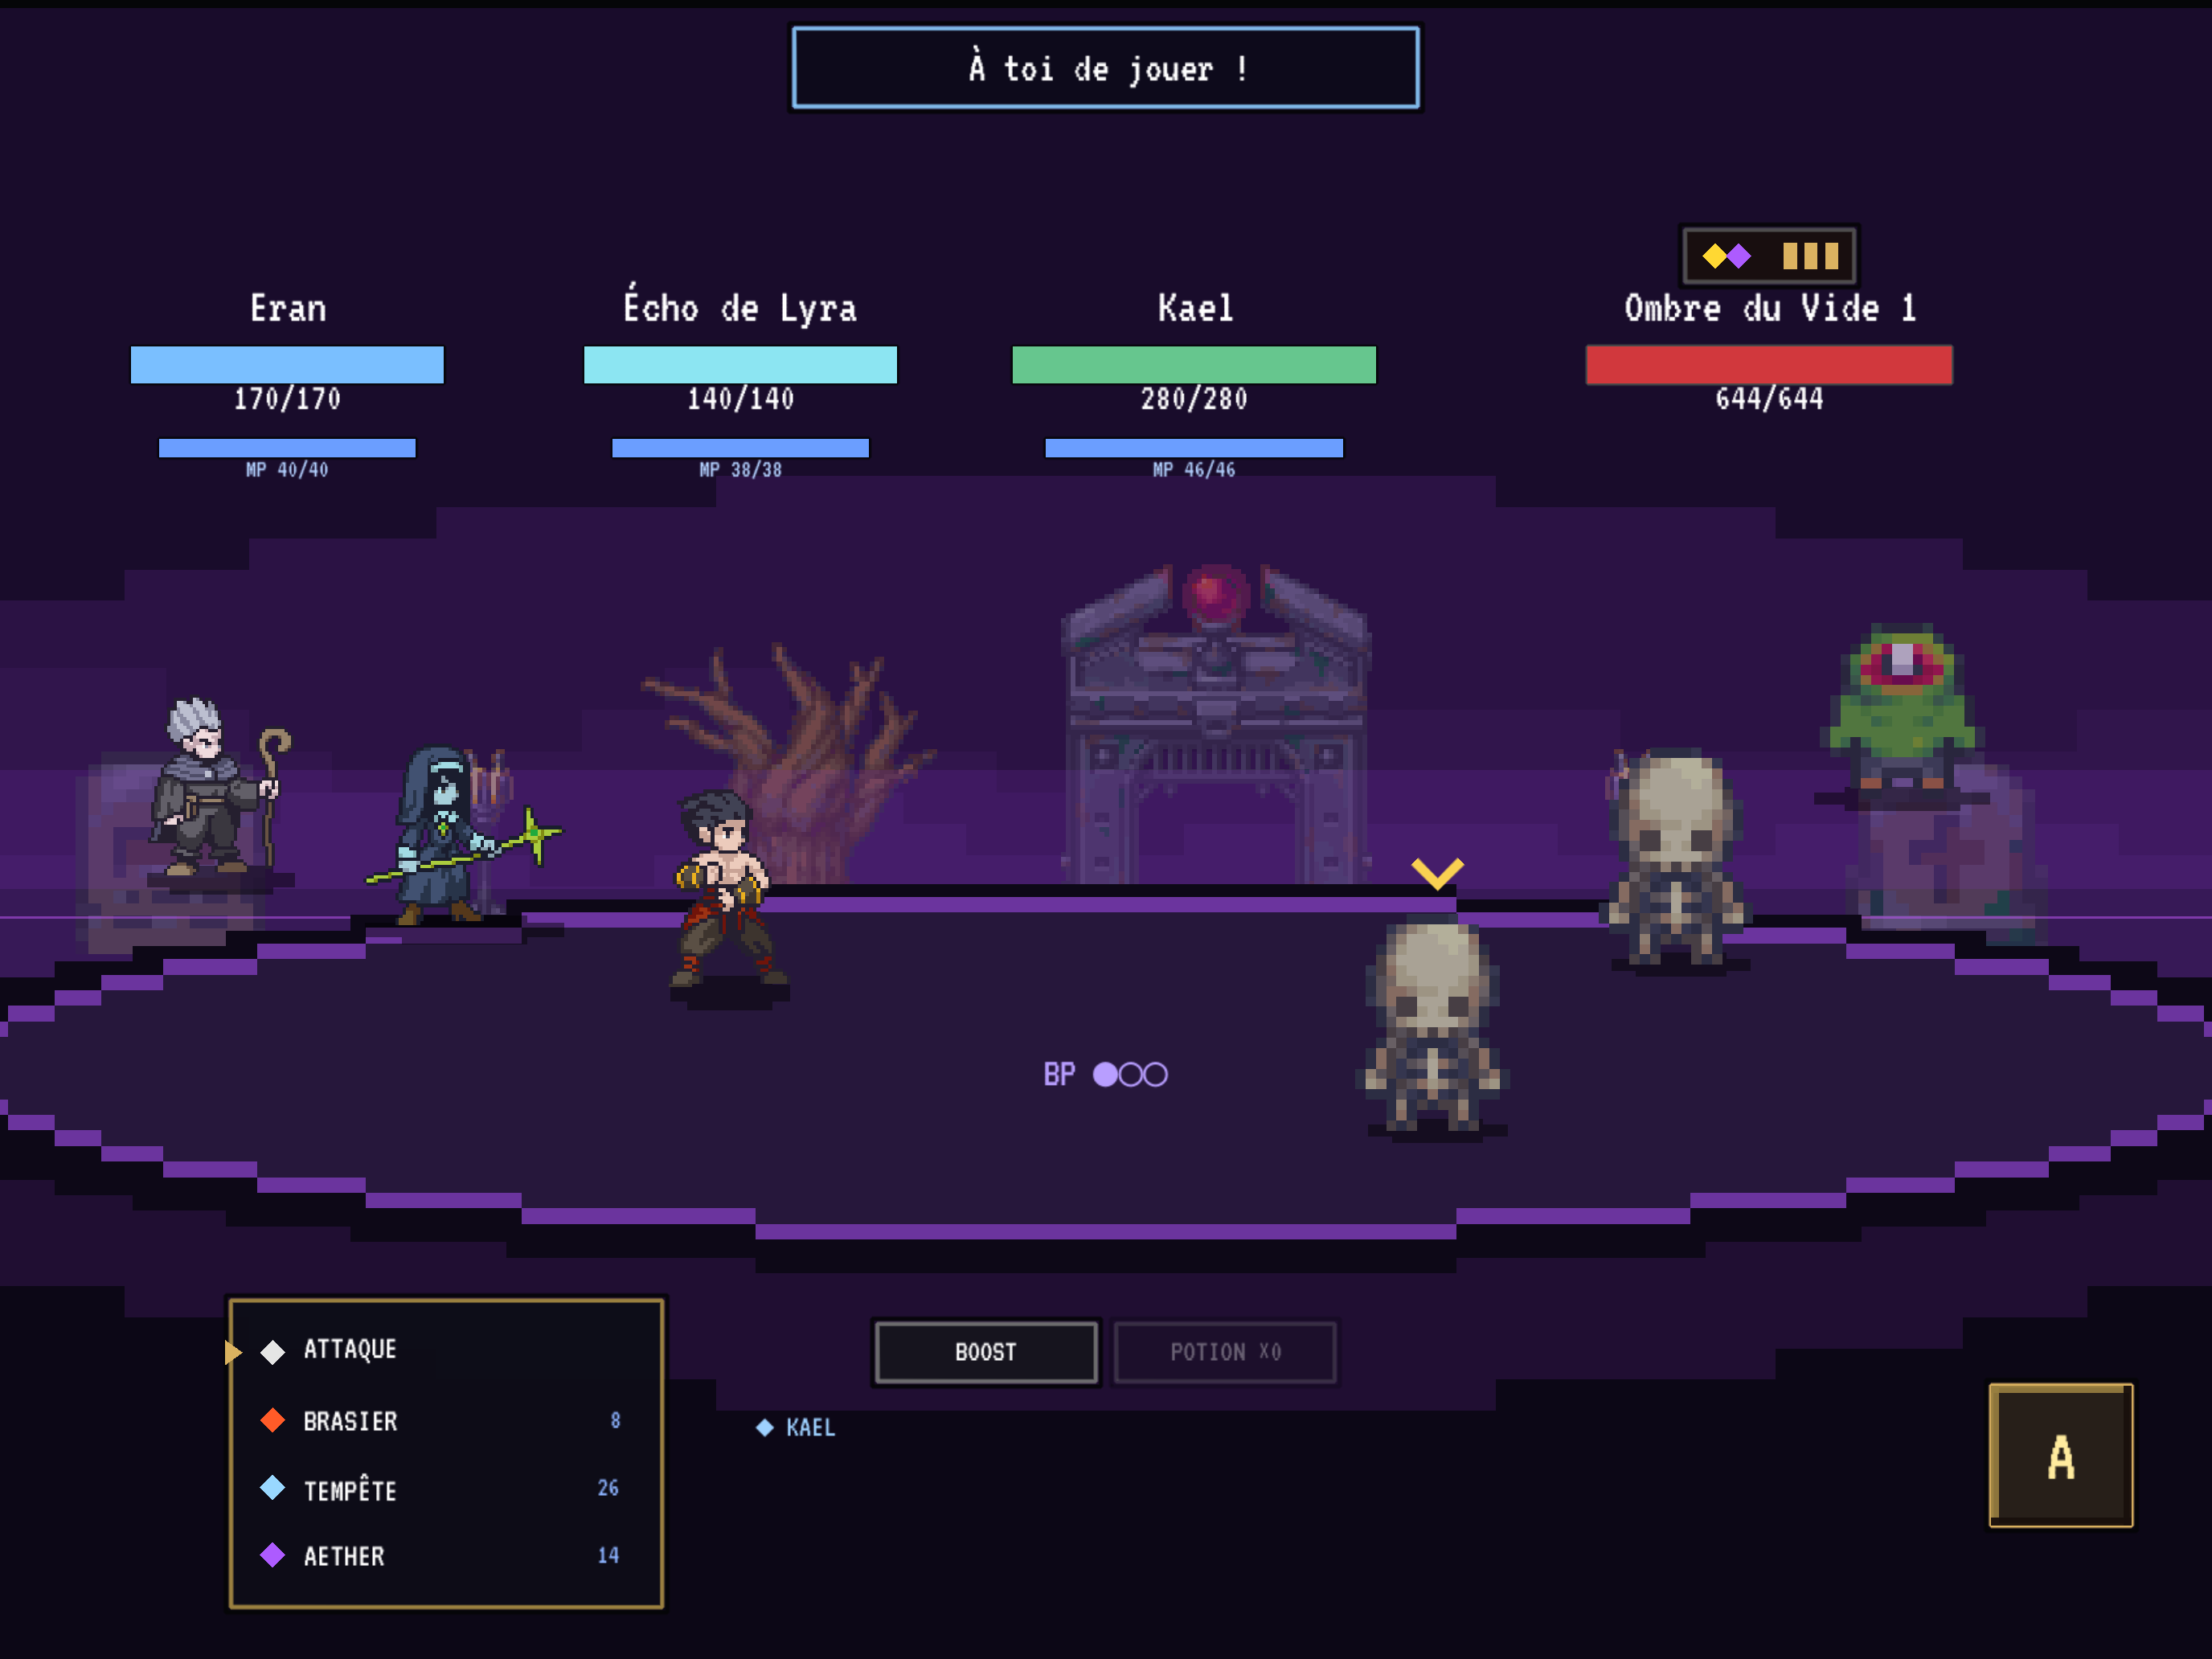 À toi de jouer !
Eran
Écho de Lyra
Kael
Ombre du Vide 1
170/170
140/140
280/280
644/644
MP 40/40
MP 38/38
MP 46/46
BP
ATTAQUE
BRASIER 8
TEMPÊTE 26
AETHER 14
BOOST
POTION X0
KAEL
A